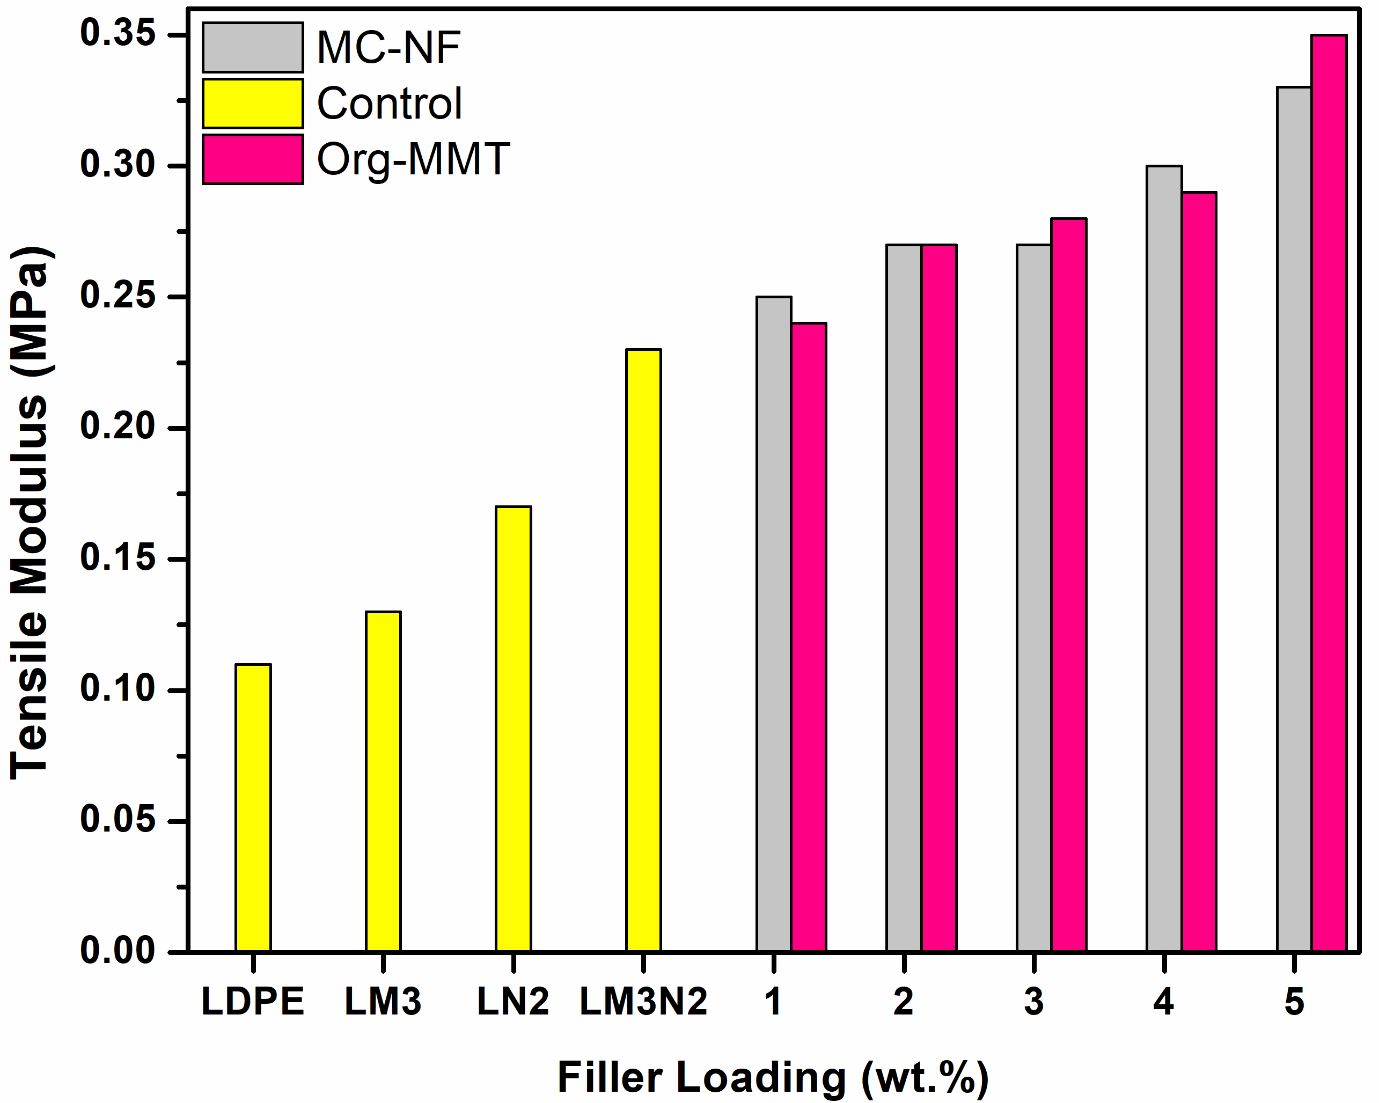 MC-NF
Control
Org-MMT
0.35
0.30
0.25
0.20
0.15
0.10
0.05
0.00
Tensile Modulus (MPa)
LDPE LM3 LN2 LM3N2 1 2 3 4 5
Filler Loading (wt.%)